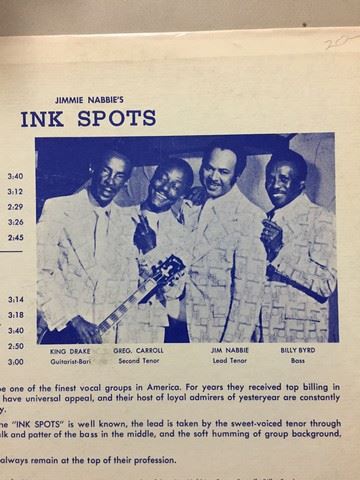 JIMMIE NABBIE'S
INK SPOTS
3:40
3:12
2:29
3:26
2:45
3:14
3:18
3:40
2:50
3:00
KING DRAKE GREG. CARROLL JIM NABBIE BILLY BYRD
Guitarist-Bari Second Tenor Lead Tenor Bass
be one of the finest vocal groups in America. For years they received top billing in
have universal appeal, and their host of loyal admirers of yesteryear are constantly
y.
he "INK SPOTS" is well known, the lead is taken by the sweet-voiced tenor through
alk and patter of the bass in the middle, and the soft humming of group background,
always remain at the top of their profession.